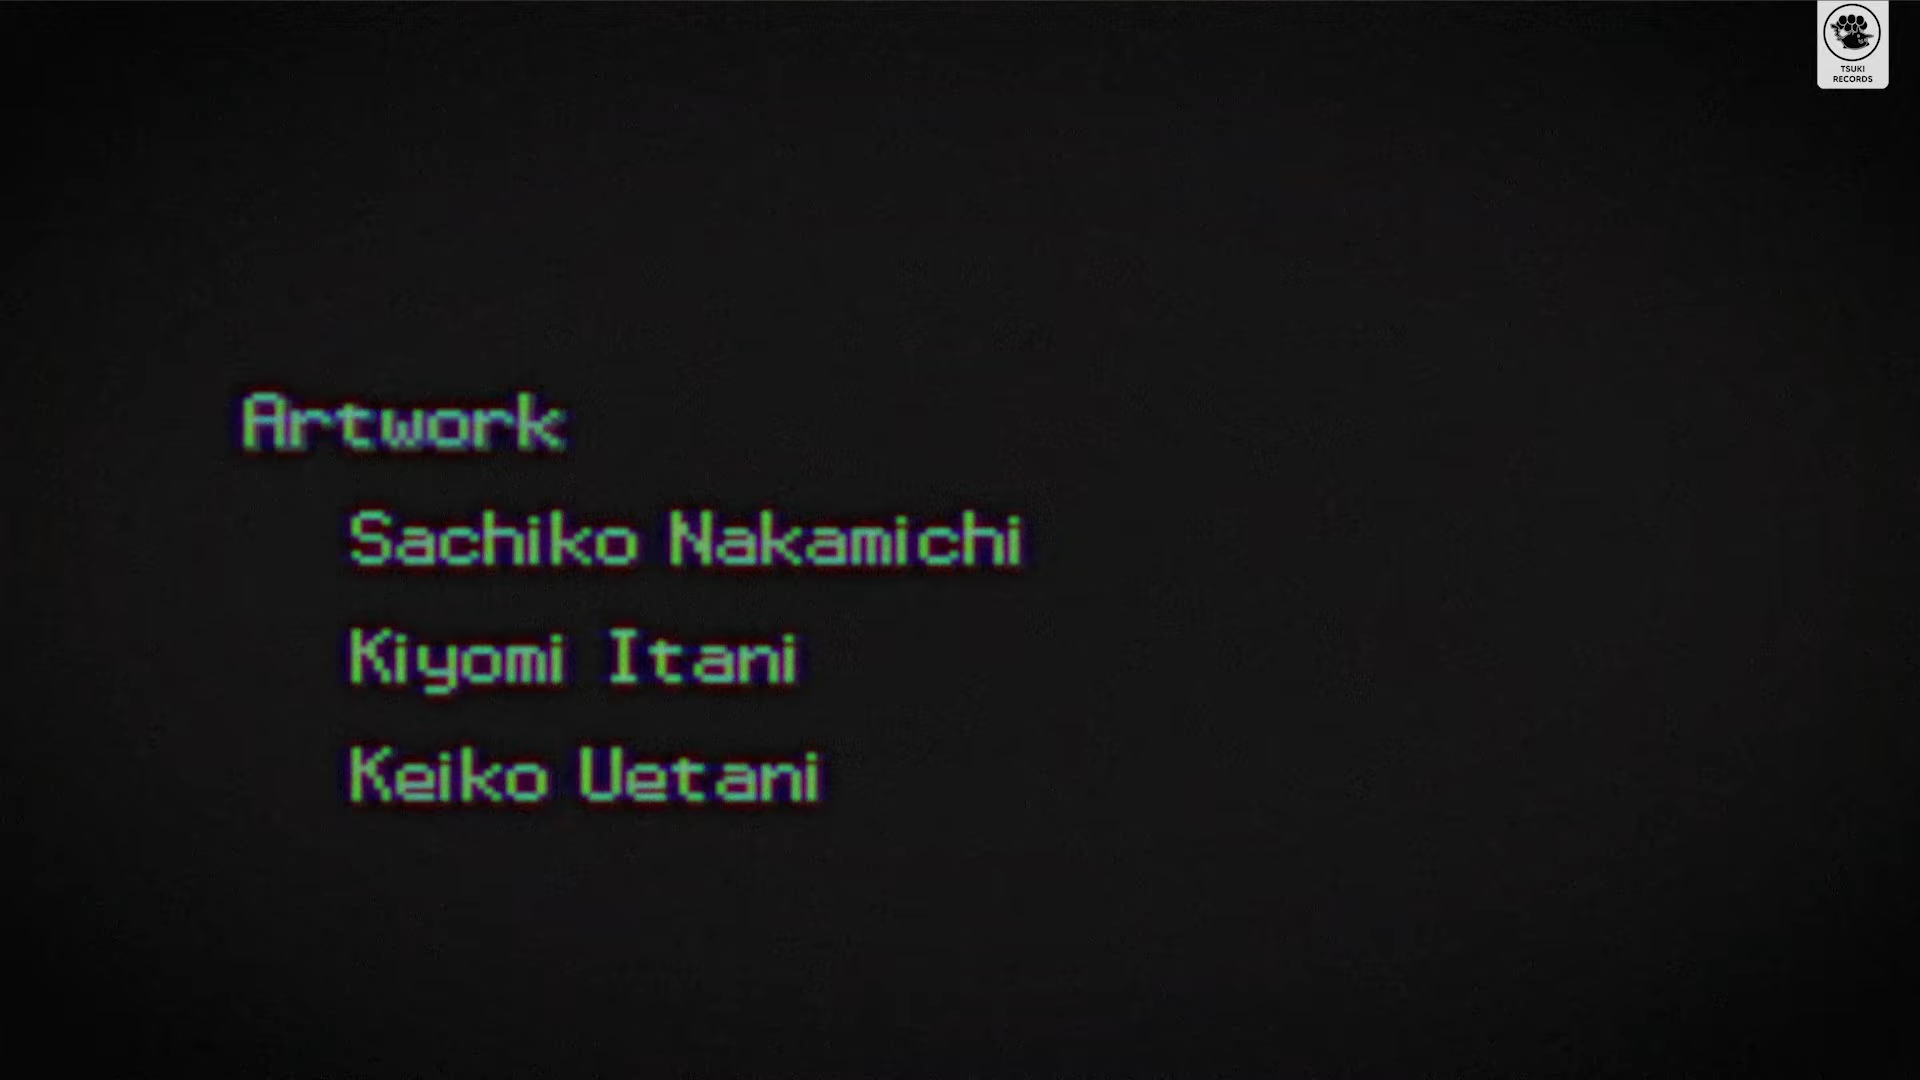 TSUKI
RECORDS
Artwork
Sachiko Nakamichi
Kiyomi Itani
Keiko Uetani